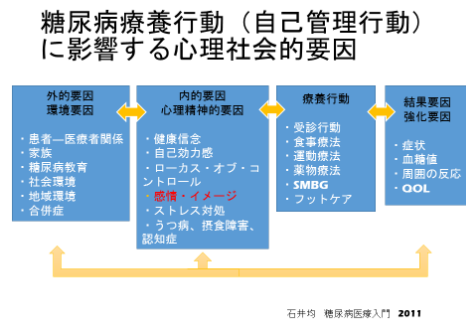 糖尿病療養行動（自己管理行動）
に影響する心理社会的要因
外的要因
環境要因
・患者―医療者関係
・家族
・糖尿病教育
・社会環境
・地域環境
・合併症
内的要因
心理精神的要因
・健康信念
・自己効力感
・ローカス・オブ・コ
ントロール
・感情・イメージ
・ストレス対処
・うつ病、摂食障害、
認知症
療養行動
・受診行動
・食事療法
・運動療法
・薬物療法
・SMBG
・フットケア
結果要因
強化要因
・症状
・血糖値
・周囲の反応
・QOL
石井均　糖尿病医療入門　2011